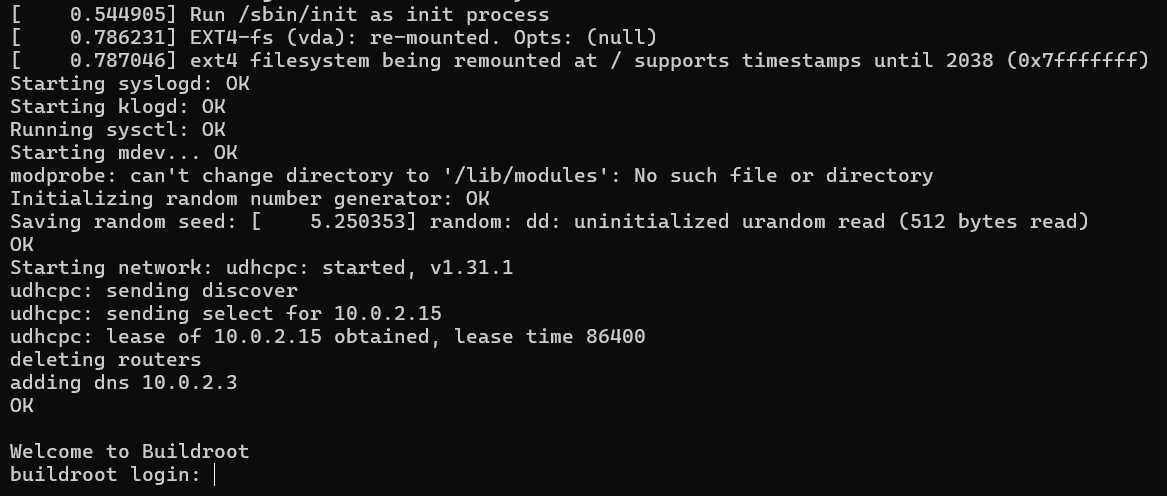 [    0.544905] Run /sbin/init as init process
[    0.786231] EXT4-fs (vda): re-mounted. Opts: (null)
[    0.787046] ext4 filesystem being remounted at / supports timestamps until 2038 (0x7fffffff)
Starting syslogd: OK
Starting klogd: OK
Running sysctl: OK
Starting mdev... OK
modprobe: can't change directory to '/lib/modules': No such file or directory
Initializing random number generator: OK
Saving random seed: [    5.250353] random: dd: uninitialized urandom read (512 bytes read)
OK
Starting network: udhcpc: started, v1.31.1
udhcpc: sending discover
udhcpc: sending select for 10.0.2.15
udhcpc: lease of 10.0.2.15 obtained, lease time 86400
deleting routers
adding dns 10.0.2.3
OK

Welcome to Buildroot
buildroot login: